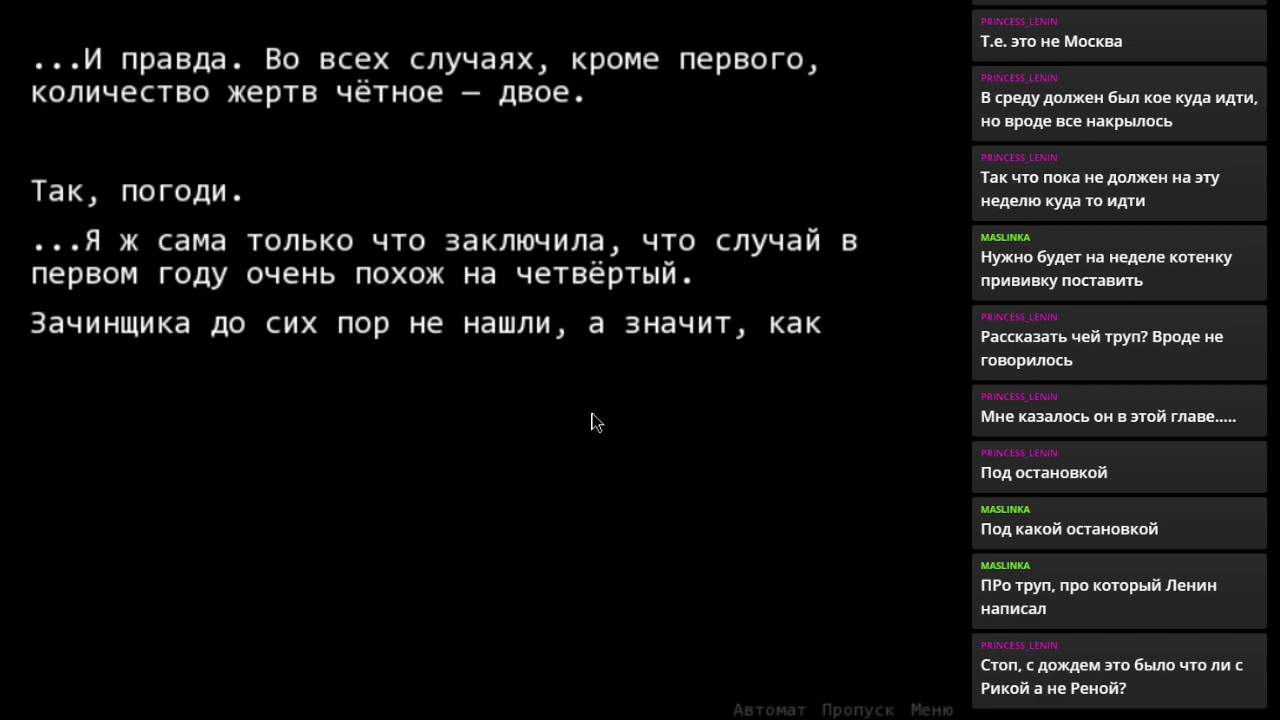 ...И правда. Во всех случаях, кроме первого,
количество жертв чётное — двое.
Так, погоди.
...Я ж сама только что заключила, что случай в
первом году очень похож на четвёртый.
Зачинщика до сих пор не нашли, а значит, как
Автомат Пропуск Меню
PRINCESS_LENIN
Т.е. это не Москва
PRINCESS_LENIN
В среду должен был кое куда идти,
но вроде все накрылось
PRINCESS_LENIN
Так что пока не должен на эту
неделю куда то идти
MASLINKA
Нужно будет на неделе котенку
прививку поставить
PRINCESS_LENIN
Рассказать чей труп? Вроде не
говорилось
PRINCESS_LENIN
Мне казалось он в этой главе.....
PRINCESS_LENIN
Под остановкой
MASLINKA
Под какой остановкой
MASLINKA
ПРо труп, про который Ленин
написал
PRINCESS_LENIN
Стоп, с дождем это было что ли с
Рикой а не Реной?